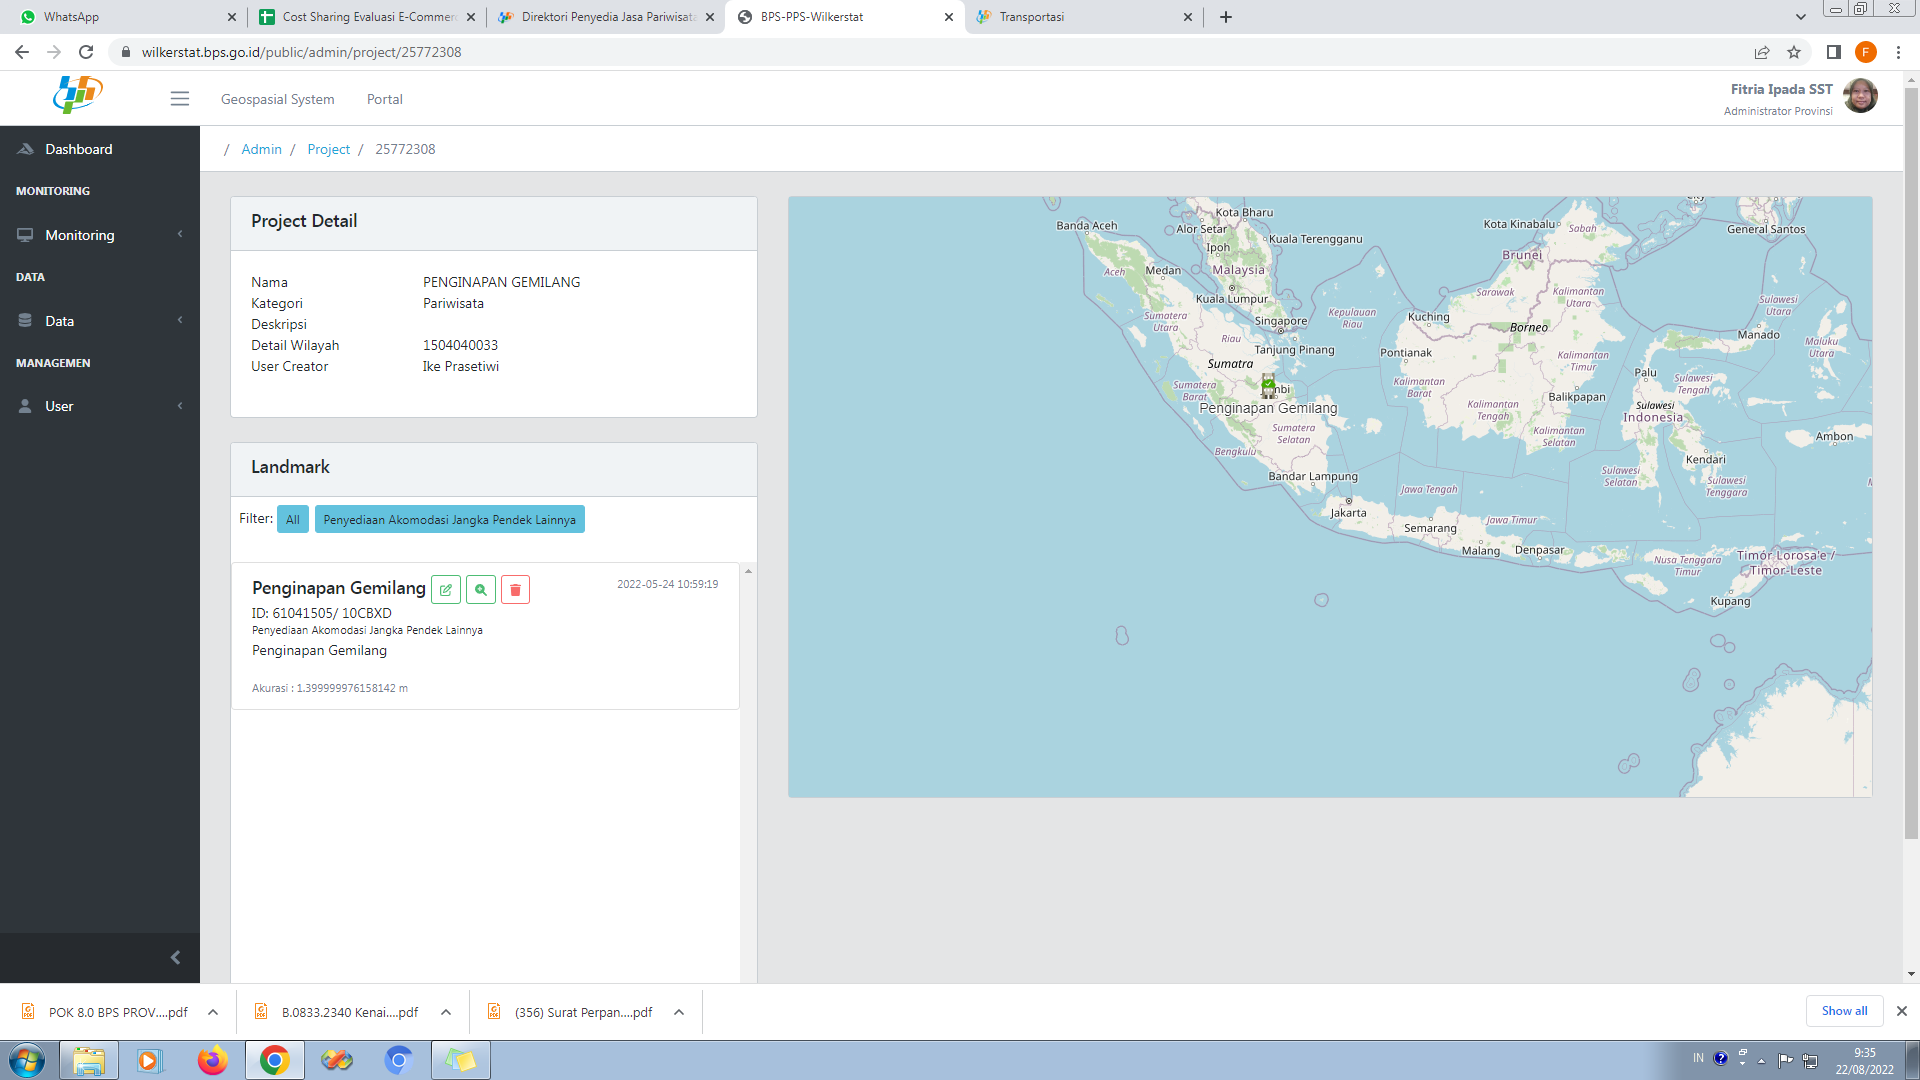 WhatsApp
Cost Sharing Evaluasi E-Commerc
Direktori Penyedia Jasa Pariwisata
BPS-PPS-Wilkerstat
Transportasi
wilkerstat.bps.go.id/public/admin/project/25772308
F
Geospasial System
Portal
Fitria Ipada SST
Administrator Provinsi
Dashboard
MONITORING
Monitoring
DATA
Data
MANAGEMEN
User
/ Admin / Project / 25772308
Project Detail
Nama PENGINAPAN GEMILANG
Kategori Pariwisata
Deskripsi
Detail Wilayah 1504040033
User Creator Ike Prasetiwi
Landmark
Filter: All Penyediaan Akomodasi Jangka Pendek Lainnya
Penginapan Gemilang
2022-05-24 10:59:19
ID: 61041505/ 10CBXD
Penyediaan Akomodasi Jangka Pendek Lainnya
Penginapan Gemilang
Akurasi : 1.399999976158142 m
Kota Bharu
Banda Aceh
Alor Setar
Kuala Terengganu
Ipoh
Aceh
Medan
Malaysia
Kuala Lumpur
Sumatera
Utara
Singapore
Kepulauan
Riau
Riau
Tanjung Pinang
Sumatra
Sumatera
Barat
Penginapan Gemilang
Sumatera
Selatan
Bengkulu
Bandar Lampung
Jakarta
Jawa Tengah
Semarang
Jawa Timur
Malang
Denpasar
Kota Kinabalu
Sabah
Brunei
Sarawak
Kalimantan
Utara
Kuching
Borneo
Pontianak
Kalimantan
Timur
Kalimantan
Barat
Kalimantan
Tengah
Balikpapan
Kalimantan
Selatan
General Santos
Sulawesi
Utara
Manado
Maluku
Utara
Palu
Sulawesi
Tengah
Sulawesi
Indonesia
Ambon
Kendari
Sulawesi
Selatan
Sulawesi
Tenggara
Nusa Tenggara
Timur
Timór Lorosa'e /
Timor-Leste
Kupang
POK 8.0 BPS PROV....pdf
B.0833.2340 Kenai....pdf
(356) Surat Perpan....pdf
Show all
IN
9:35
22/08/2022